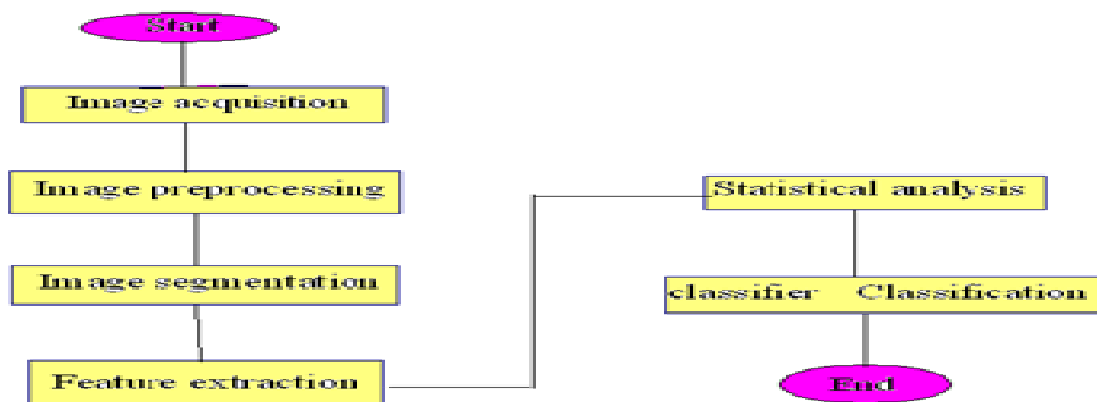 Start
Image acquisition
Image preprocessing
Image segmentation
Feature extraction
Statistical analysis
classifier Classification
End